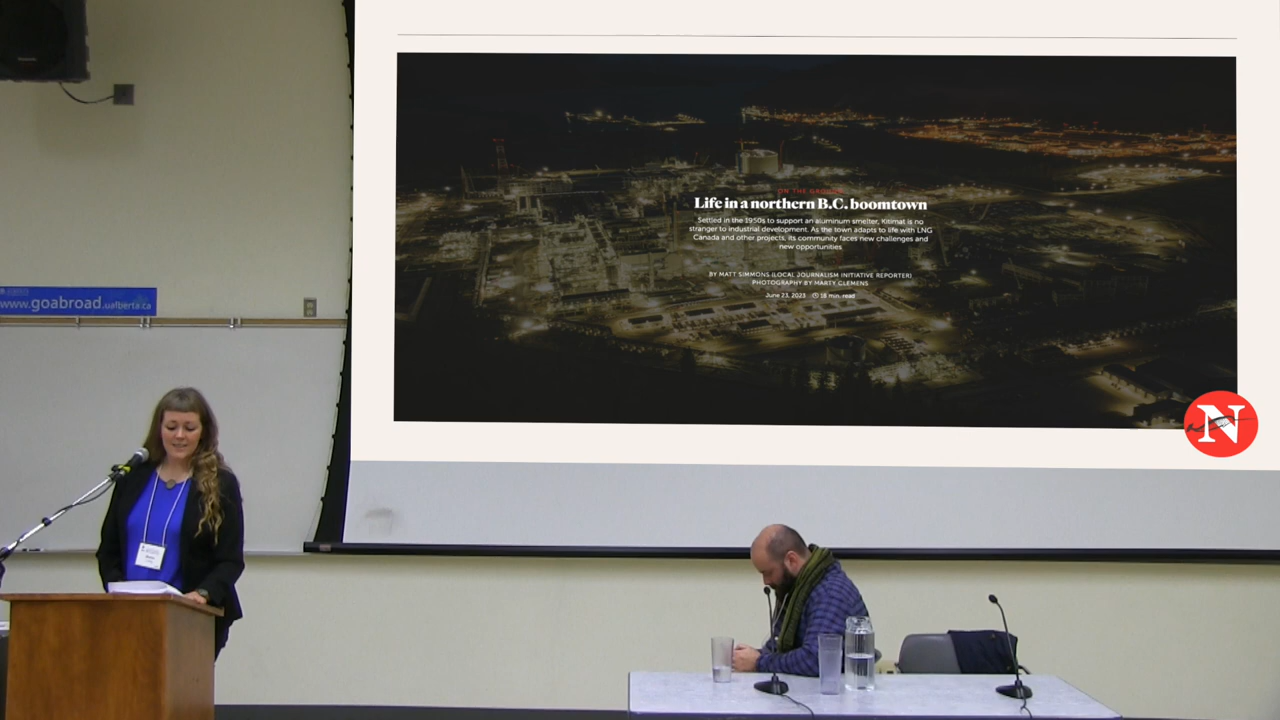 ON THE GROUND
Life in a northern B.C. boomtown
Settled in the 1950s to support an aluminum smelter, Kitimat is no
stranger to industrial development. As the town adapts to life with LNG
Canada and other projects, its community faces new challenges and
new opportunities
BY MATT SIMMONS (LOCAL JOURNALISM INITIATIVE REPORTER)
PHOTOGRAPHY BY MARTY CLEMENS
June 23, 2023 18 min. read
N
www.goabroad.ualberta.ca